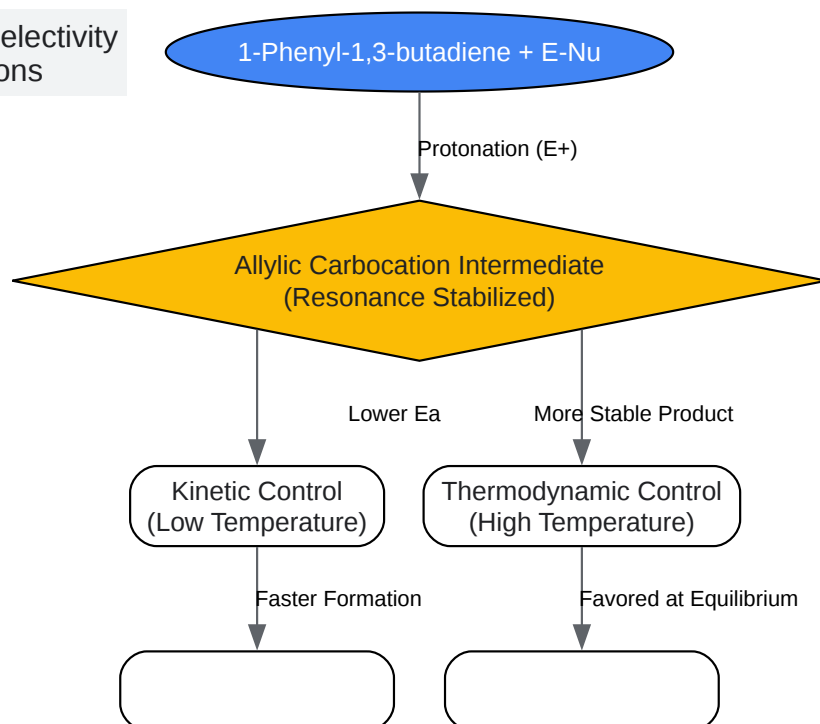 electivity
ons
1-Phenyl-1,3-butadiene + E-Nu
Protonation (E+)
Allylic Carbocation Intermediate
(Resonance Stabilized)
Lower Ea
More Stable Product
Kinetic Control
(Low Temperature)
Thermodynamic Control
(High Temperature)
Faster Formation
Favored at Equilibrium